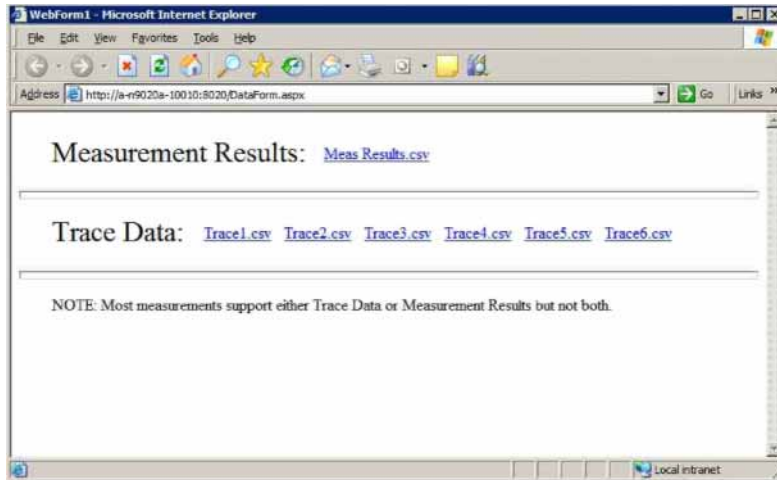 WebForm1 - Microsoft Internet Explorer
File Edit View Favorites Tools Help
Address http://a-n9020a-10010:8020/DataForm.aspx Go Links »
Measurement Results: Meas Results.csv
Trace Data: Trace1.csv Trace2.csv Trace3.csv Trace4.csv Trace5.csv Trace6.csv
NOTE: Most measurements support either Trace Data or Measurement Results but not both.
Local intranet